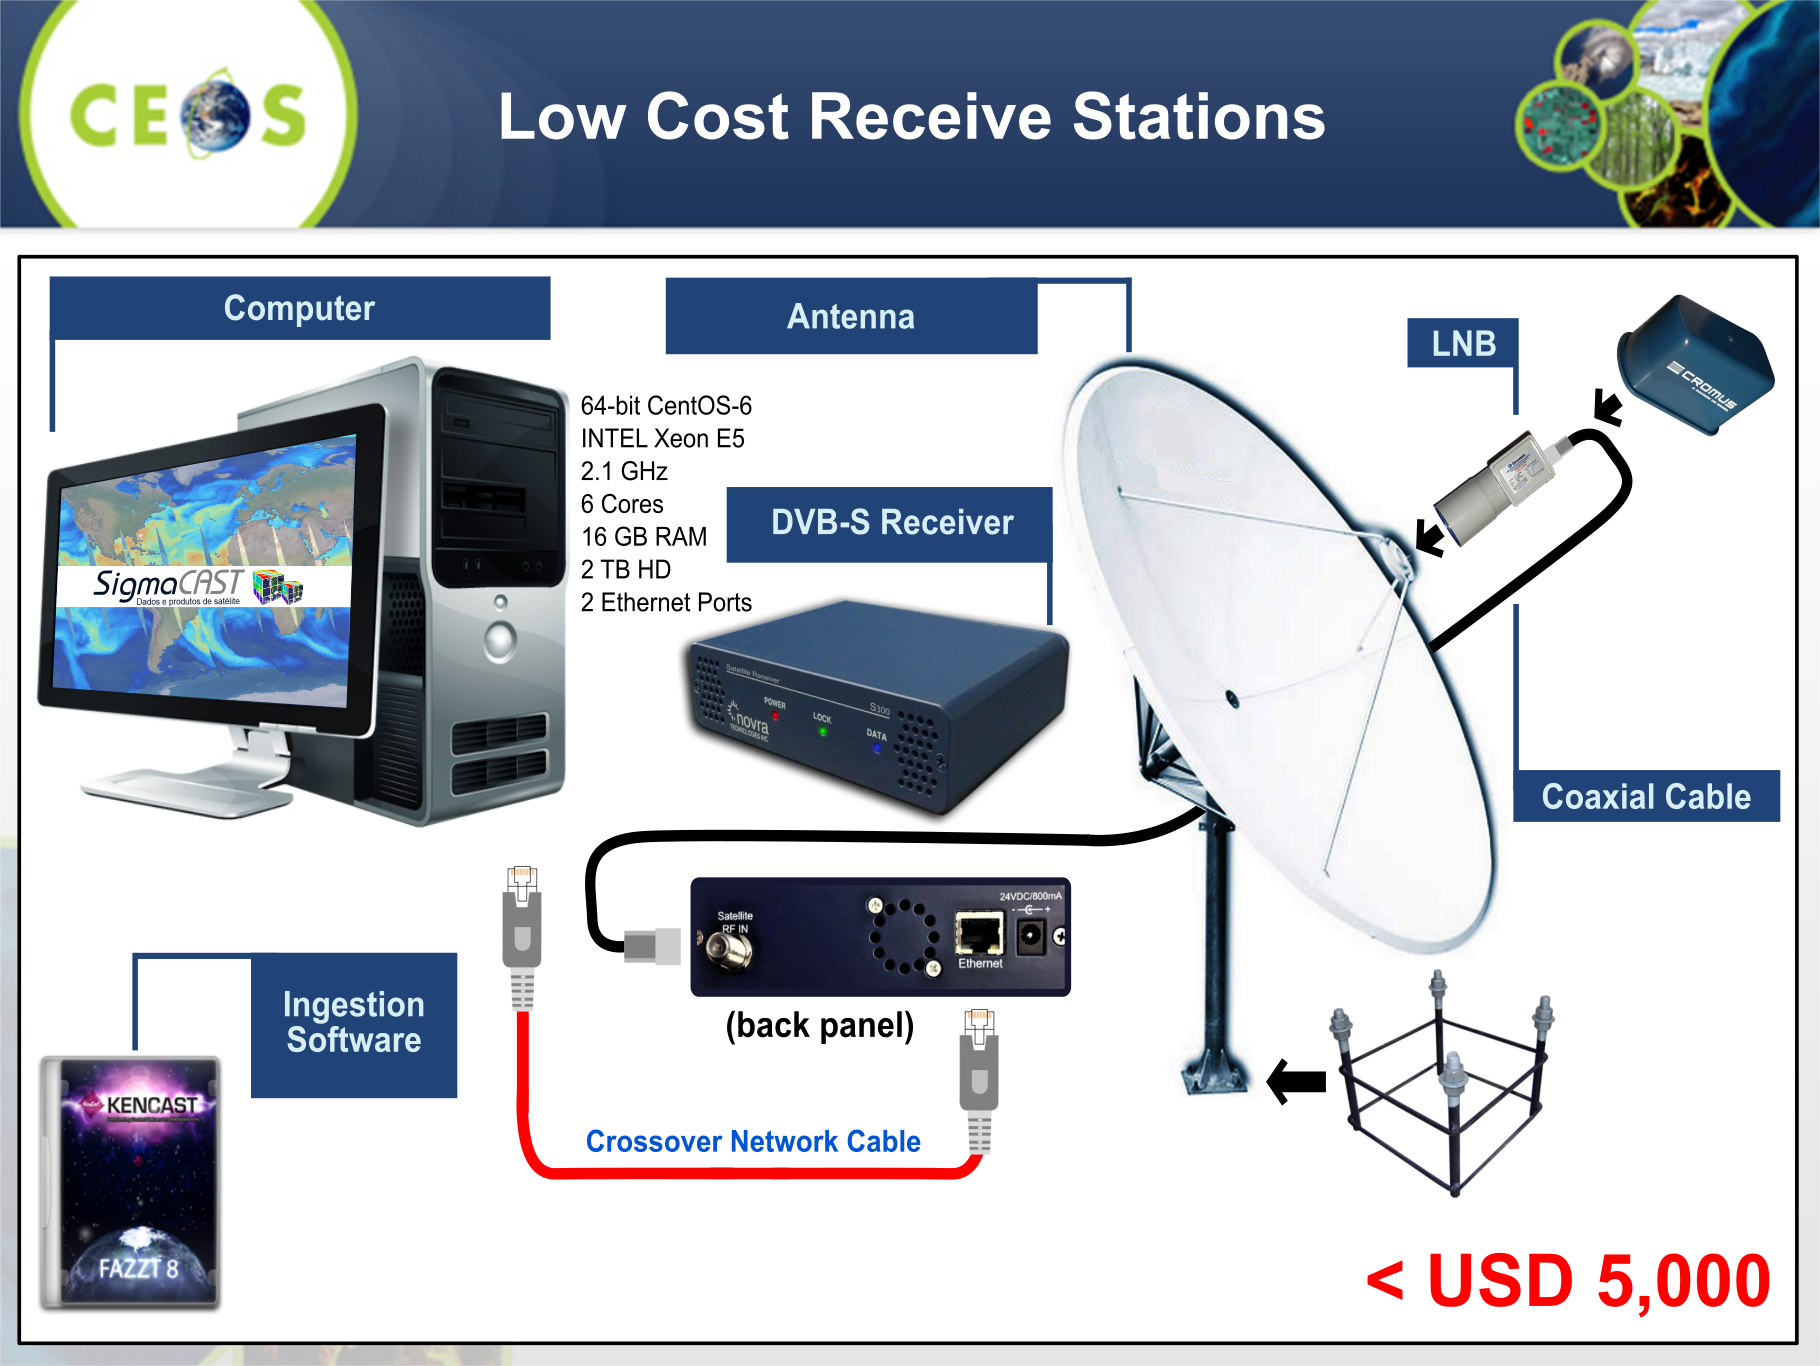 CEOS
Low Cost Receive Stations
Computer
Antenna
LNB
CROMUS
64-bit CentOS-6
INTEL Xeon E5
2.1 GHz
6 Cores
16 GB RAM
2 TB HD
2 Ethernet Ports
SigmaCAST
Dados e produtos de satélite
DVB-S Receiver
Satellite Receiver
S300
POWER
LOCK
DATA
novra
TECHNOLOGIES INC
Coaxial Cable
24VDC/800mA
- +
Satellite
RF IN
Ethernet
(back panel)
Ingestion
Software
KENCAST
FAZZT 8
Crossover Network Cable
< USD 5,000